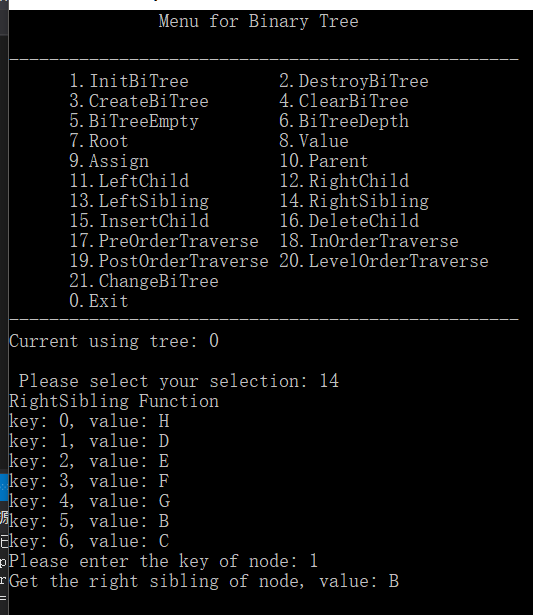 Menu for Binary Tree
1.InitBiTree 2.DestroyBiTree
3.CreateBiTree 4.ClearBiTree
5.BiTreeEmpty 6.BiTreeDepth
7.Root 8.Value
9.Assign 10.Parent
11.LeftChild 12.RightChild
13.LeftSibling 14.RightSibling
15.InsertChild 16.DeleteChild
17.PreOrderTraverse 18.InOrderTraverse
19.PostOrderTraverse 20.LevelOrderTraverse
21.ChangeBiTree
0.Exit
Current using tree: 0
Please select your selection: 14
RightSibling Function
key: 0, value: H
key: 1, value: D
key: 2, value: E
key: 3, value: F
key: 4, value: G
key: 5, value: B
key: 6, value: C
Please enter the key of node: 1
Get the right sibling of node, value: B